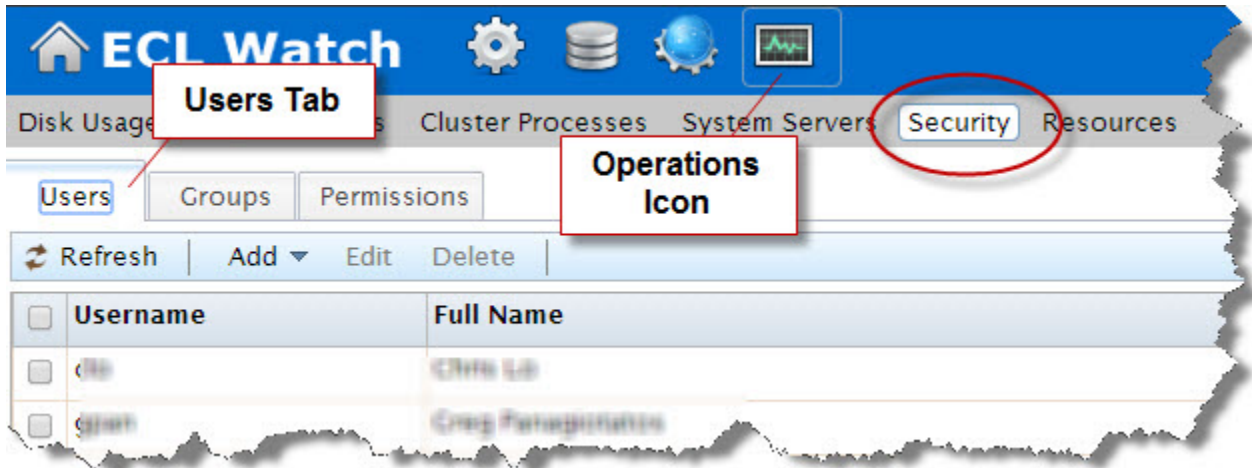 ECL Watch
Users Tab
Disk Usage Cluster Processes System Servers Security Resources
Operations
Icon
Users Groups Permissions
Refresh Add Edit Delete
Username Full Name